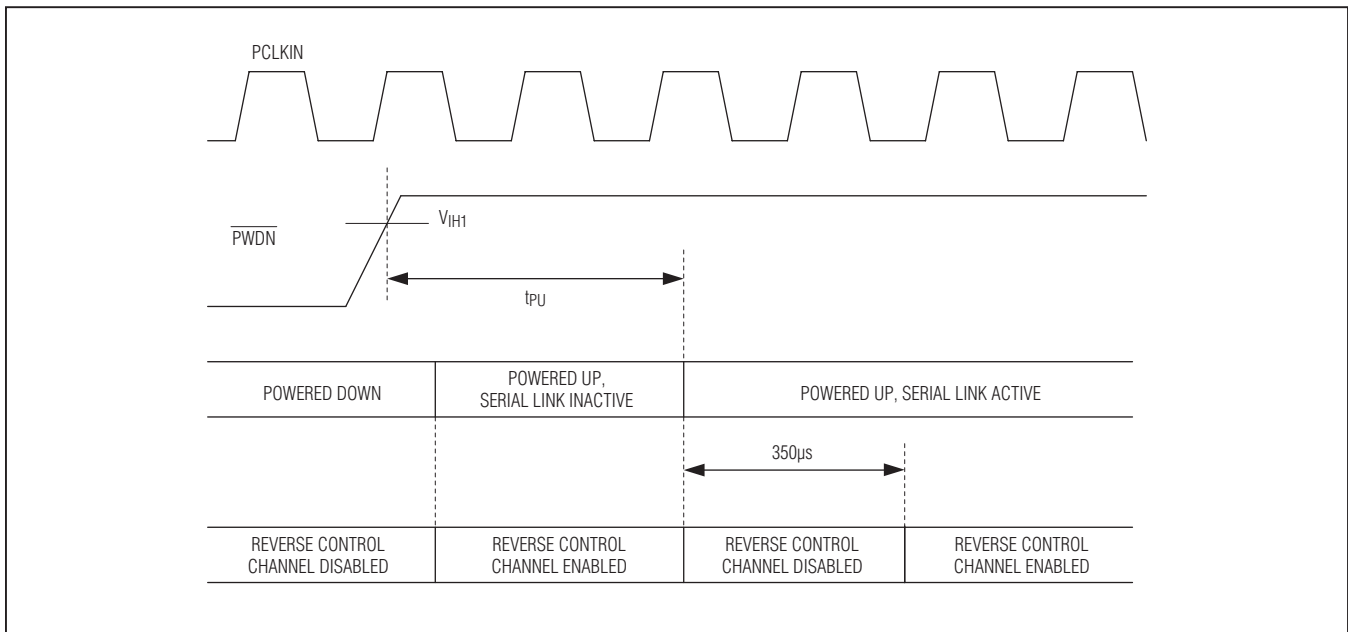 PCLKIN
VIH1
PWDN
tPU
POWERED DOWN
POWERED UP,
SERIAL LINK INACTIVE
POWERED UP, SERIAL LINK ACTIVE
350µs
REVERSE CONTROL
CHANNEL DISABLED
REVERSE CONTROL
CHANNEL ENABLED
REVERSE CONTROL
CHANNEL DISABLED
REVERSE CONTROL
CHANNEL ENABLED